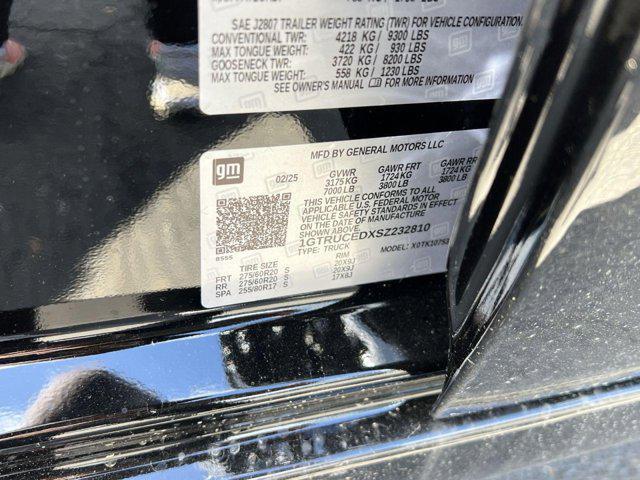 SAE J2807 TRAILER WEIGHT RATING (TWR) FOR VEHICLE CONFIGURATION
CONVENTIONAL TWR: 4218 KG / 9300 LBS
MAX TONGUE WEIGHT: 422 KG / 930 LBS
GOOSENECK TWR: 3720 KG / 8200 LBS
MAX TONGUE WEIGHT: 558 KG / 1230 LBS
SEE OWNER'S MANUAL FOR MORE INFORMATION
MFD BY GENERAL MOTORS LLC
gm 02/25 GVWR GAWR FRT GAWR RR
3175 KG 1724 KG 1724 KG
7000 LB 3800 LB 3800 LB
THIS VEHICLE CONFORMS TO ALL
APPLICABLE U.S. FEDERAL MOTOR
VEHICLE SAFETY STANDARDS IN EFFECT
ON THE DATE OF MANUFACTURE
SHOWN ABOVE.
1GTRUCEDXSZ232810
TYPE: TRUCK MODEL:
TIRE SIZE RIM
FRT 275/60R20 S 20X9J
RR 275/60R20 S 20X9J
SPA 255/80R17 S 17X8J